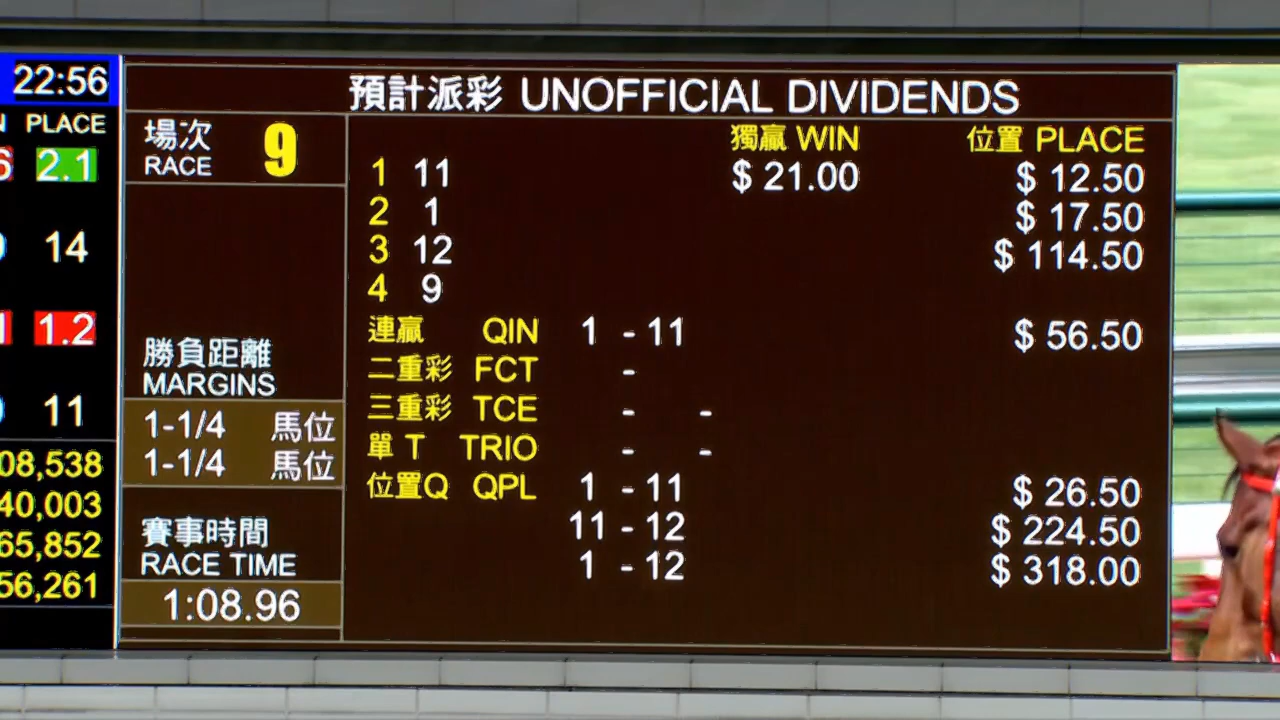 22:56
PLACE
2.1
14
1.2
11
08,538
40,003
65,852
56,261
預計派彩 UNOFFICIAL DIVIDENDS
場次 9
RACE
獨贏 WIN 位置 PLACE
1 11 $ 21.00 $ 12.50
2 1 $ 17.50
3 12 $ 114.50
4 9
連贏 QIN 1 - 11 $ 56.50
二重彩 FCT -
三重彩 TCE - -
單 T TRIO - -
位置Q QPL 1 - 11 $ 26.50
11 - 12 $ 224.50
1 - 12 $ 318.00
勝負距離
MARGINS
1-1/4 馬位
1-1/4 馬位
賽事時間
RACE TIME
1:08.96